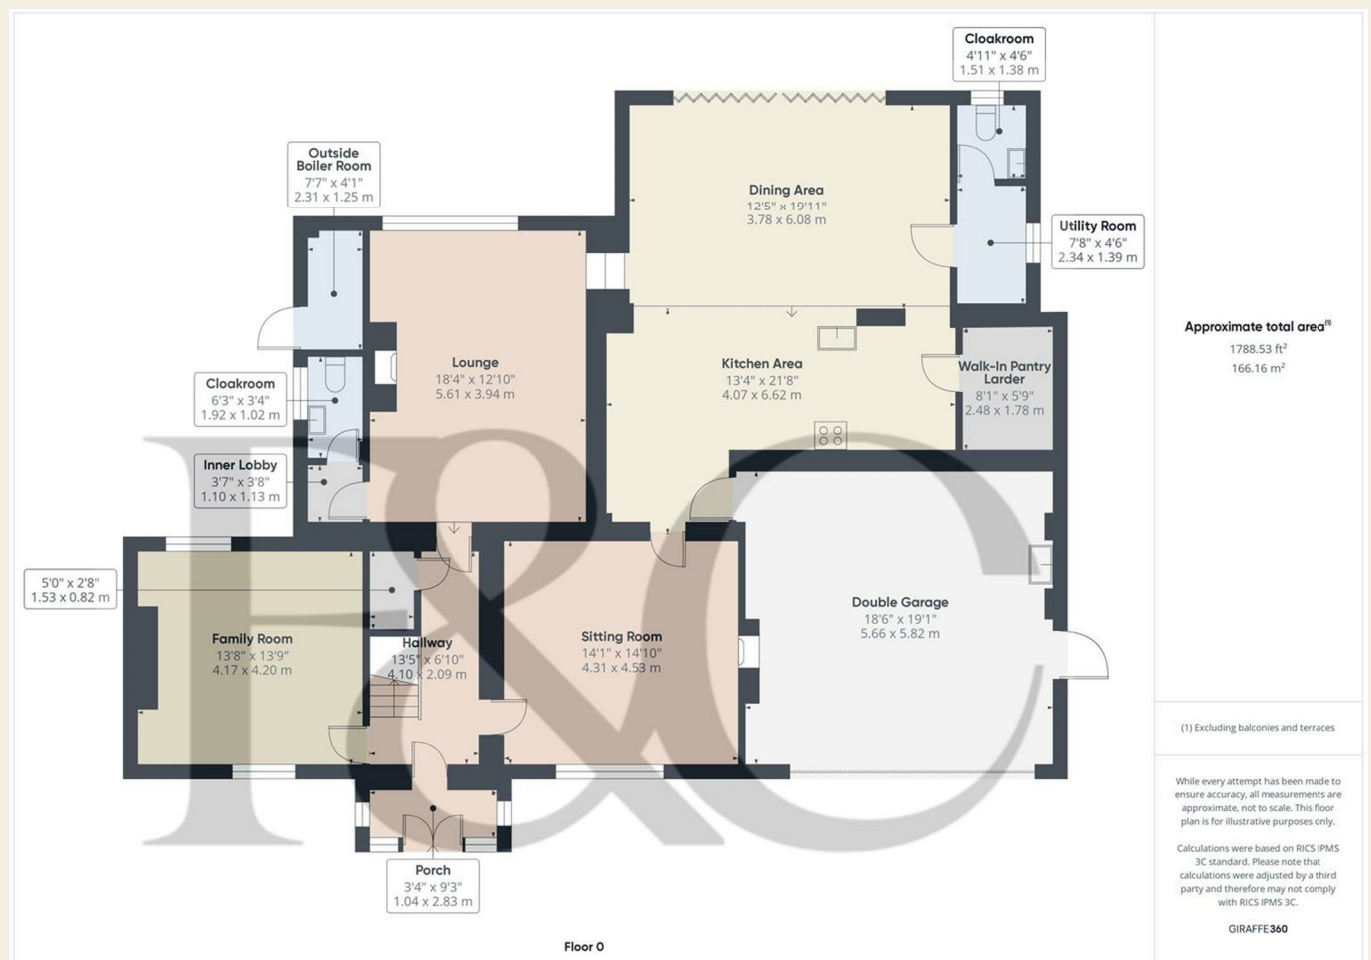 Cloakroom
4'11" x 4'6"
1.51 x 1.38 m
Outside
Boiler Room
7'7" x 4'1"
2.31 x 1.25 m
Dining Area
12'5" x 19'11"
3.78 x 6.08 m
Utility Room
7'8" x 4'6"
2.34 x 1.39 m
Lounge
18'4" x 12'10"
5.61 x 3.94 m
Kitchen Area
13'4" x 21'8"
4.07 x 6.62 m
Walk-In Pantry
Larder
8'1" x 5'9"
2.48 x 1.78 m
Cloakroom
6'3" x 3'4"
1.92 x 1.02 m
Inner Lobby
3'7" x 3'8"
1.10 x 1.13 m
F&C
5'0" x 2'8"
1.53 x 0.82 m
Family Room
13'8" x 13'9"
4.17 x 4.20 m
Hallway
13'5" x 6'10"
4.10 x 2.09 m
Sitting Room
14'1" x 14'10"
4.31 x 4.53 m
Double Garage
18'6" x 19'1"
5.66 x 5.82 m
Porch
3'4" x 9'3"
1.04 x 2.83 m
Floor 0
Approximate total area(1)
1788.53 ft²
166.16 m²
(1) Excluding balconies and terraces
While every attempt has been made to
ensure accuracy, all measurements are
approximate, not to scale. This floor
plan is for illustrative purposes only.
Calculations were based on RICS IPMS
3C standard. Please note that
calculations were adjusted by a third
party and therefore may not comply
with RICS IPMS 3C.
GIRAFFE360